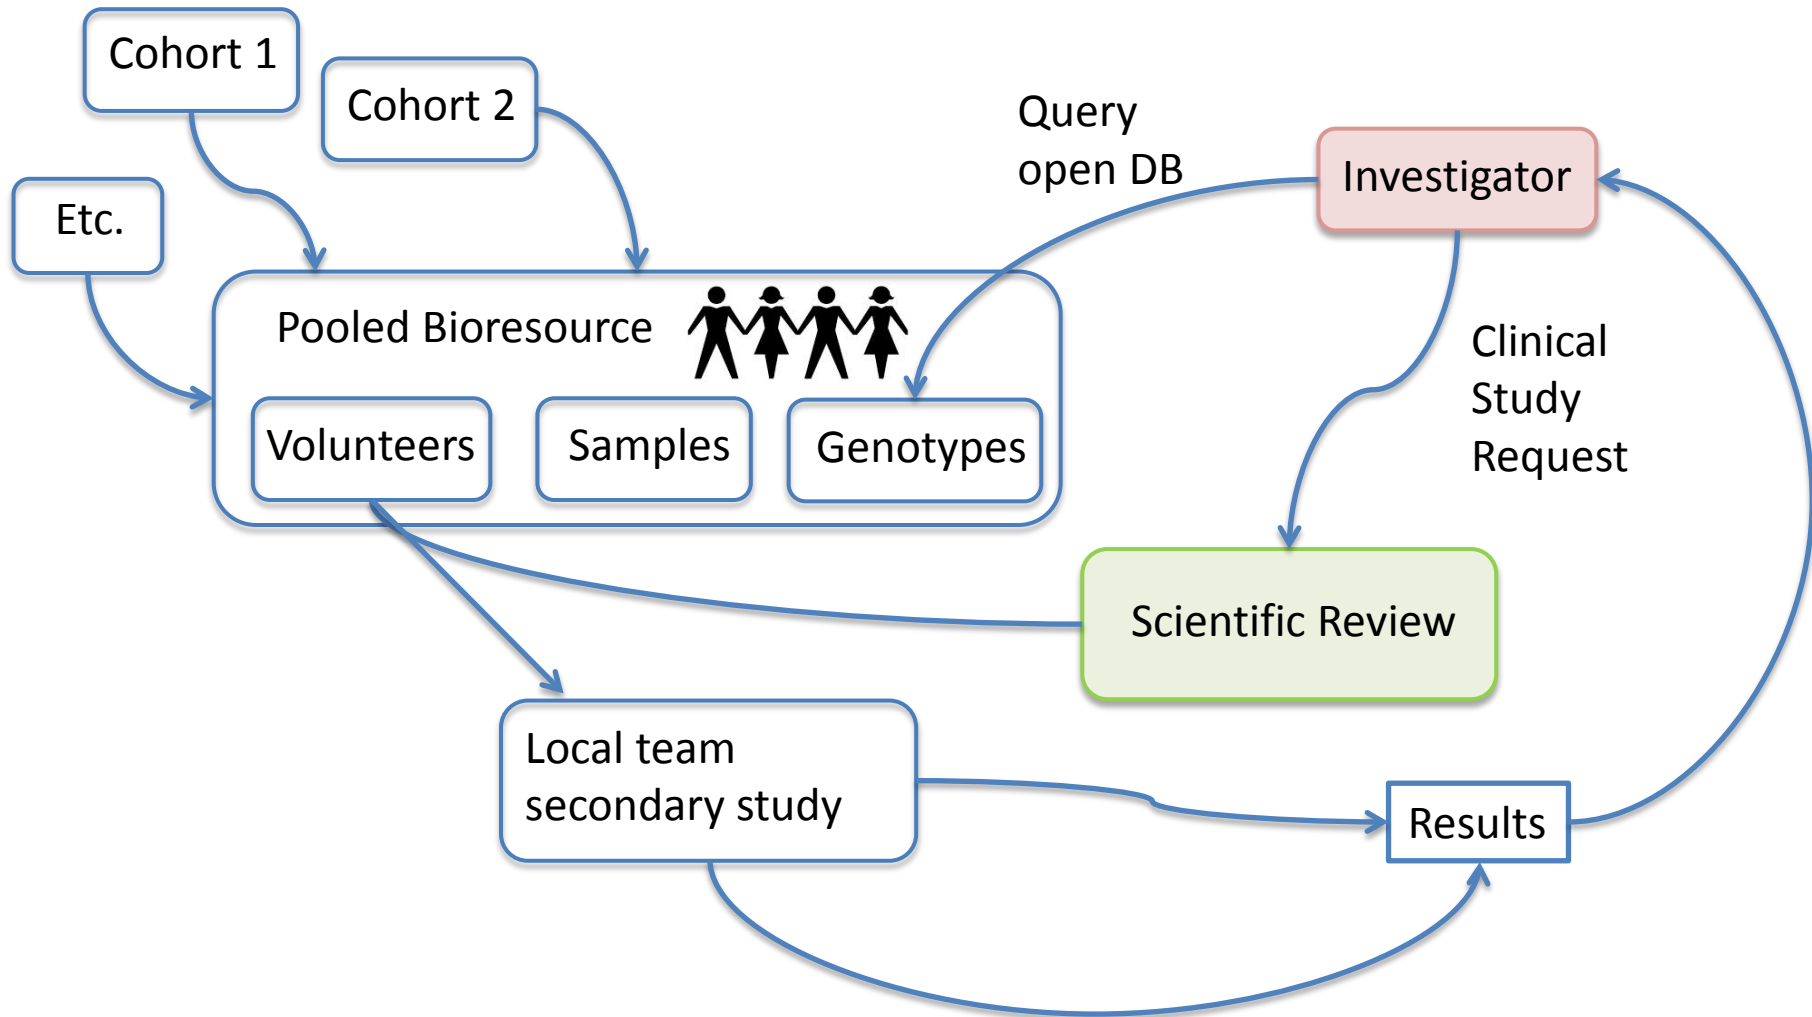 Cohort 1
Cohort 2
Etc.
Query
open DB
Investigator
Pooled Bioresource
Clinical
Study
Request
Volunteers
Samples
Genotypes
Scientific Review
Local team
secondary study
Results